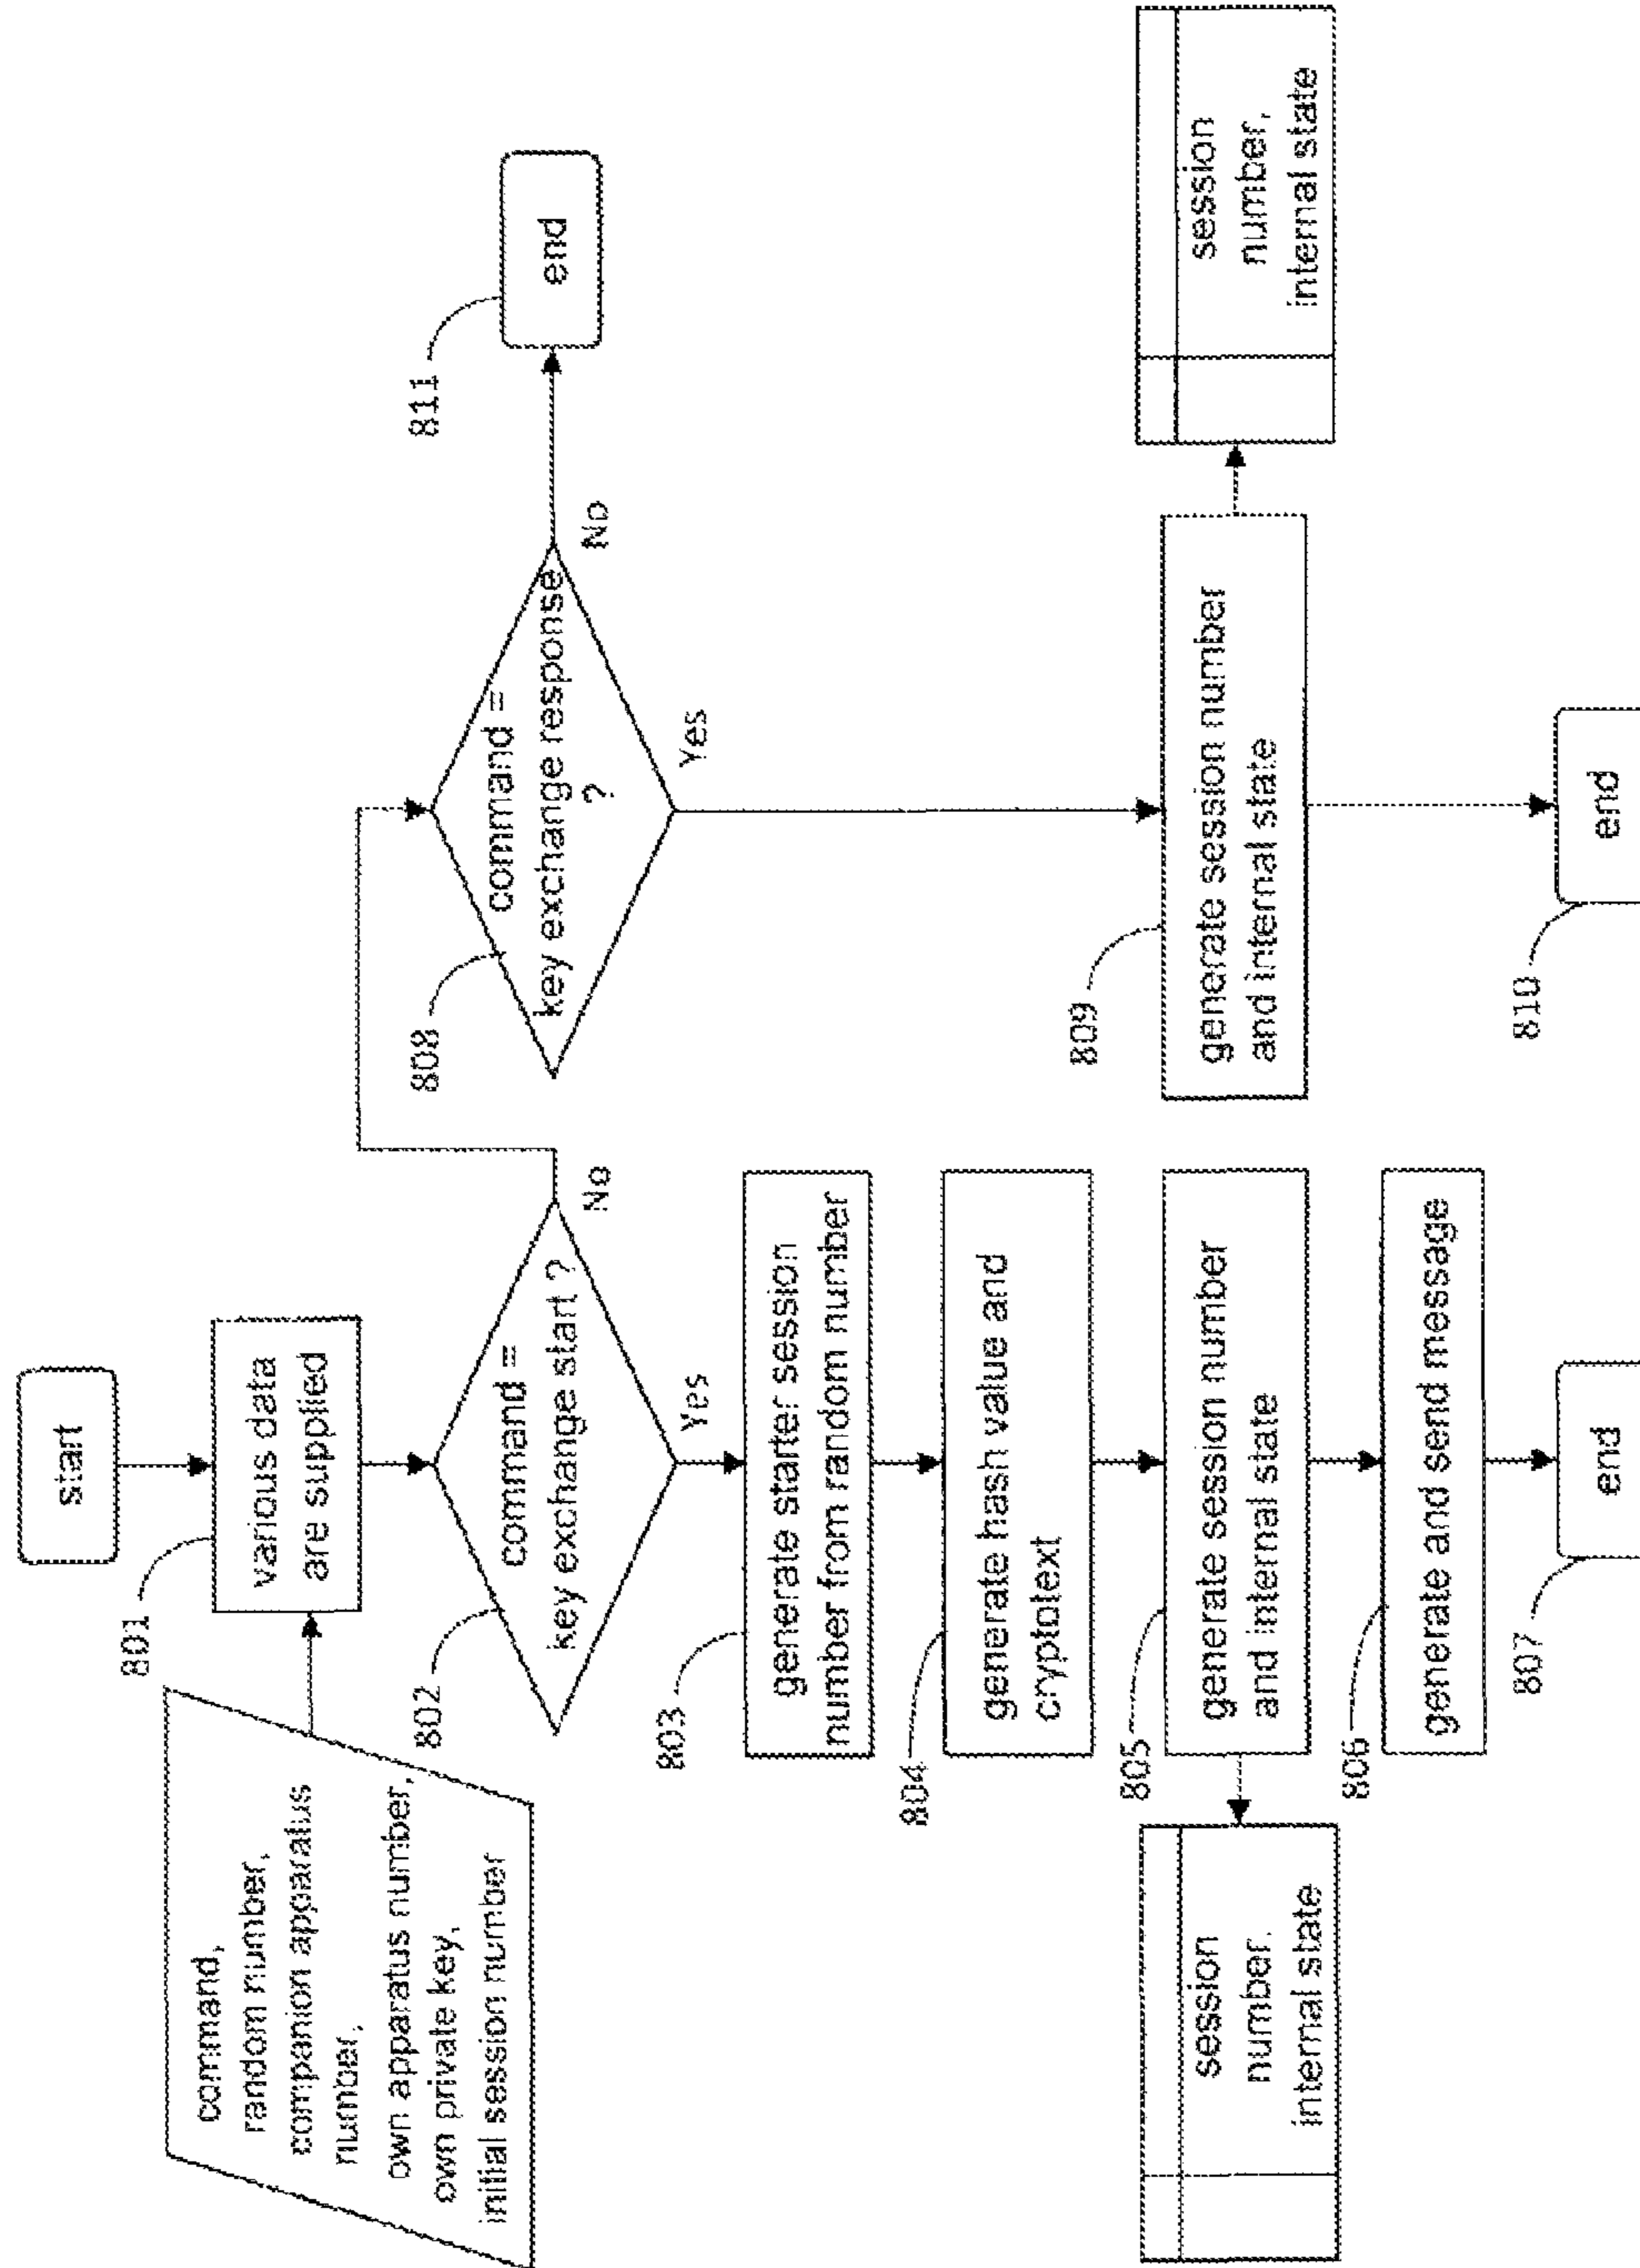 start
801
various data
are supplied
command,
random number,
companion apparatus
number,
own apparatus number,
own private key,
initial session number
802
command =
key exchange start ?
No
Yes
803
generate starter session
number from random number
804
generate hash value and
cryptotext
805
generate session number
and internal state
session
number,
internal state
806
generate and send message
807
end
808
command =
key exchange response
?
No
Yes
811
end
809
generate session number
and internal state
session
number,
internal state
810
end